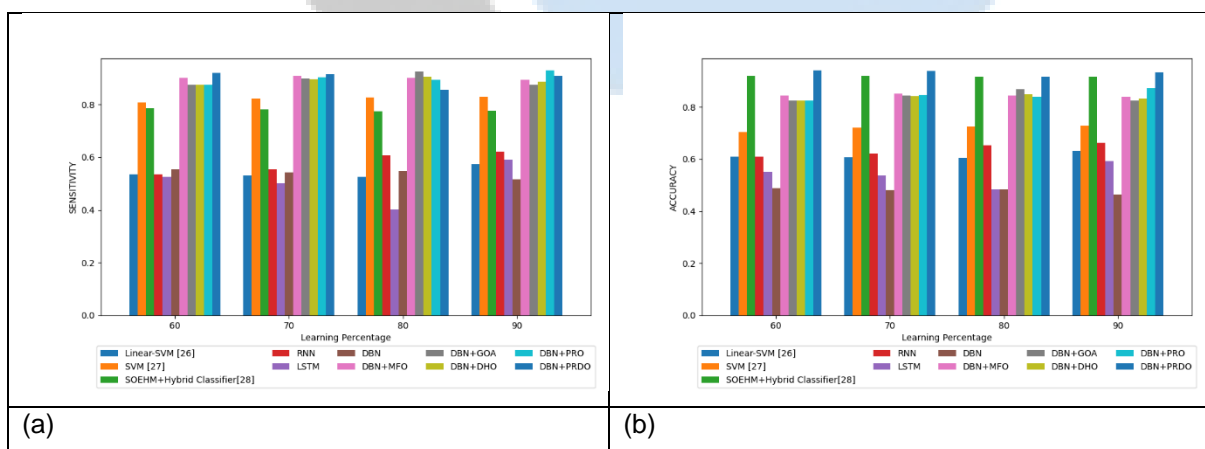 0.8
0.6
0.4
0.2
0.0
SENSITIVITY
60 70 80 90
Learning Percentage
Linear-SVM [26] RNN DBN DBN+GOA DBN+PRO
SVM [27] LSTM DBN+MFO DBN+DHO DBN+PRDO
SOEHM+Hybrid Classifier[28]
0.8
0.6
0.4
0.2
0.0
ACCURACY
60 70 80 90
Learning Percentage
Linear-SVM [26] RNN DBN DBN+GOA DBN+PRO
SVM [27] LSTM DBN+MFO DBN+DHO DBN+PRDO
SOEHM+Hybrid Classifier[28]
(a) (b)